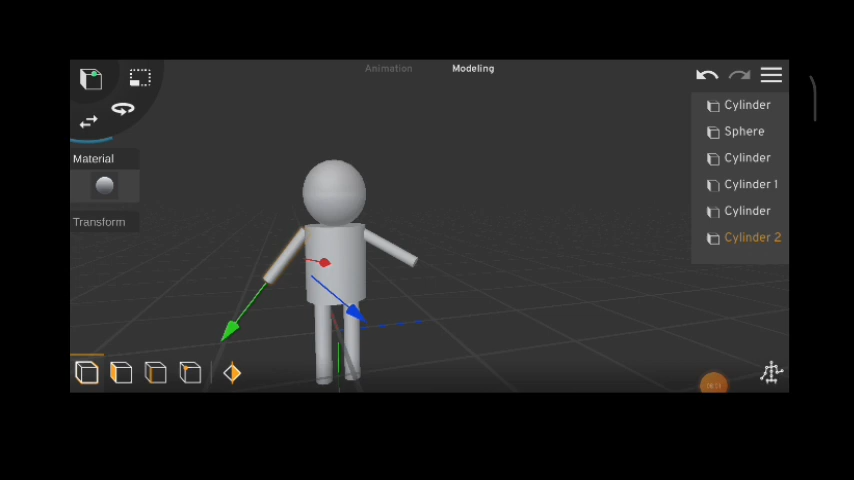 Animation Modeling
Material
Transform
Cylinder
Sphere
Cylinder
Cylinder 1
Cylinder
Cylinder 2